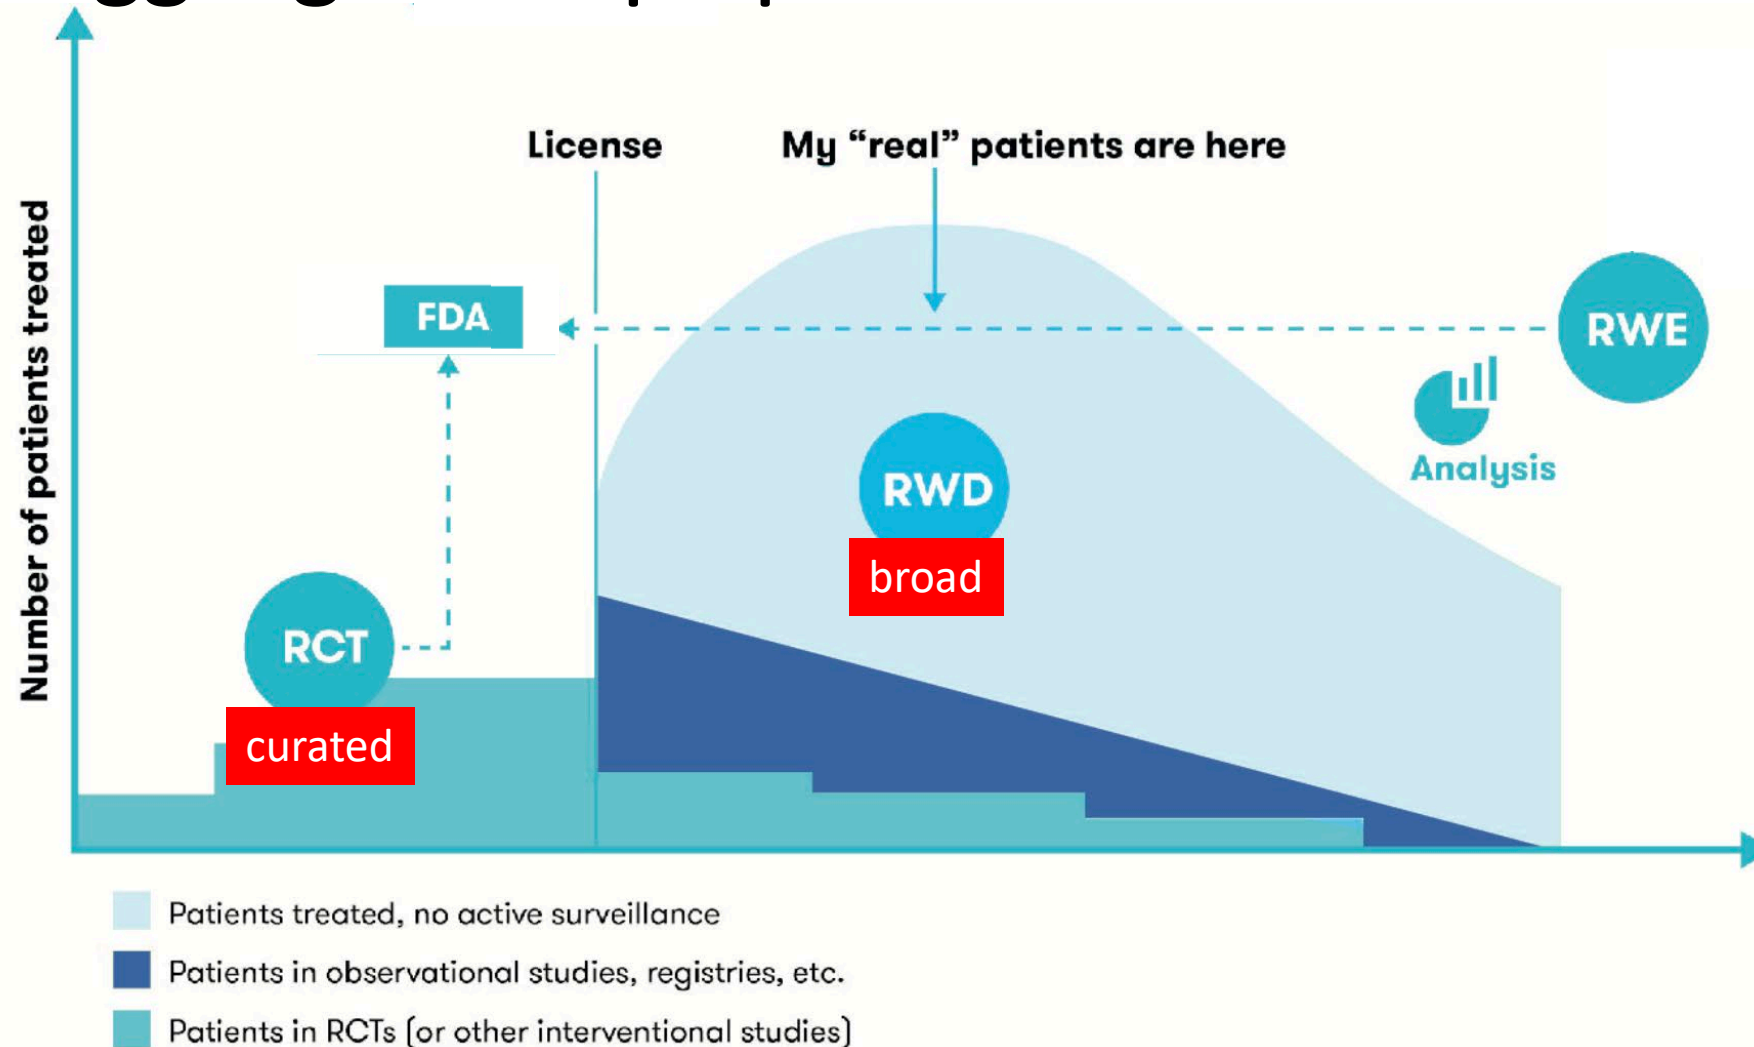 License
My “real” patients are here
Number of patients treated
FDA
RWE
Analysis
RWD
broad
RCT
curated
Patients treated, no active surveillance
Patients in observational studies, registries, etc.
Patients in RCTs (or other interventional studies)